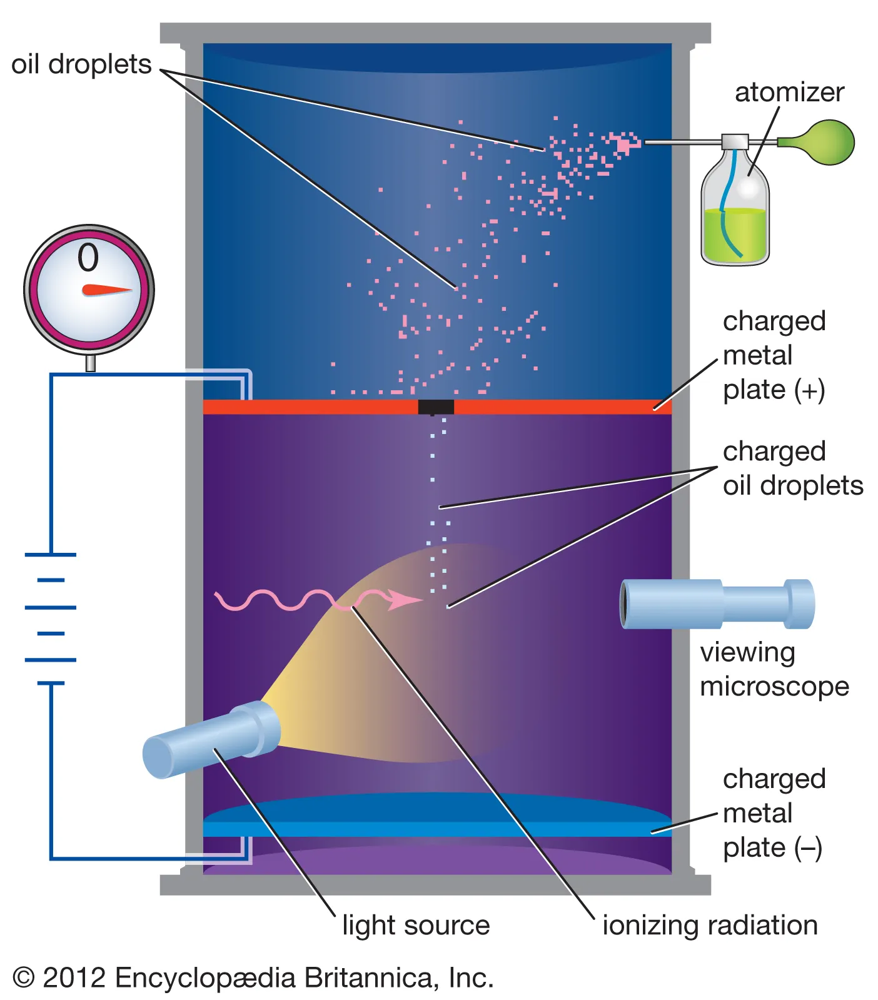 oil droplets
atomizer
0
charged
metal
plate (+)
charged
oil droplets
viewing
microscope
charged
metal
plate (–)
light source
ionizing radiation
© 2012 Encyclopædia Britannica, Inc.